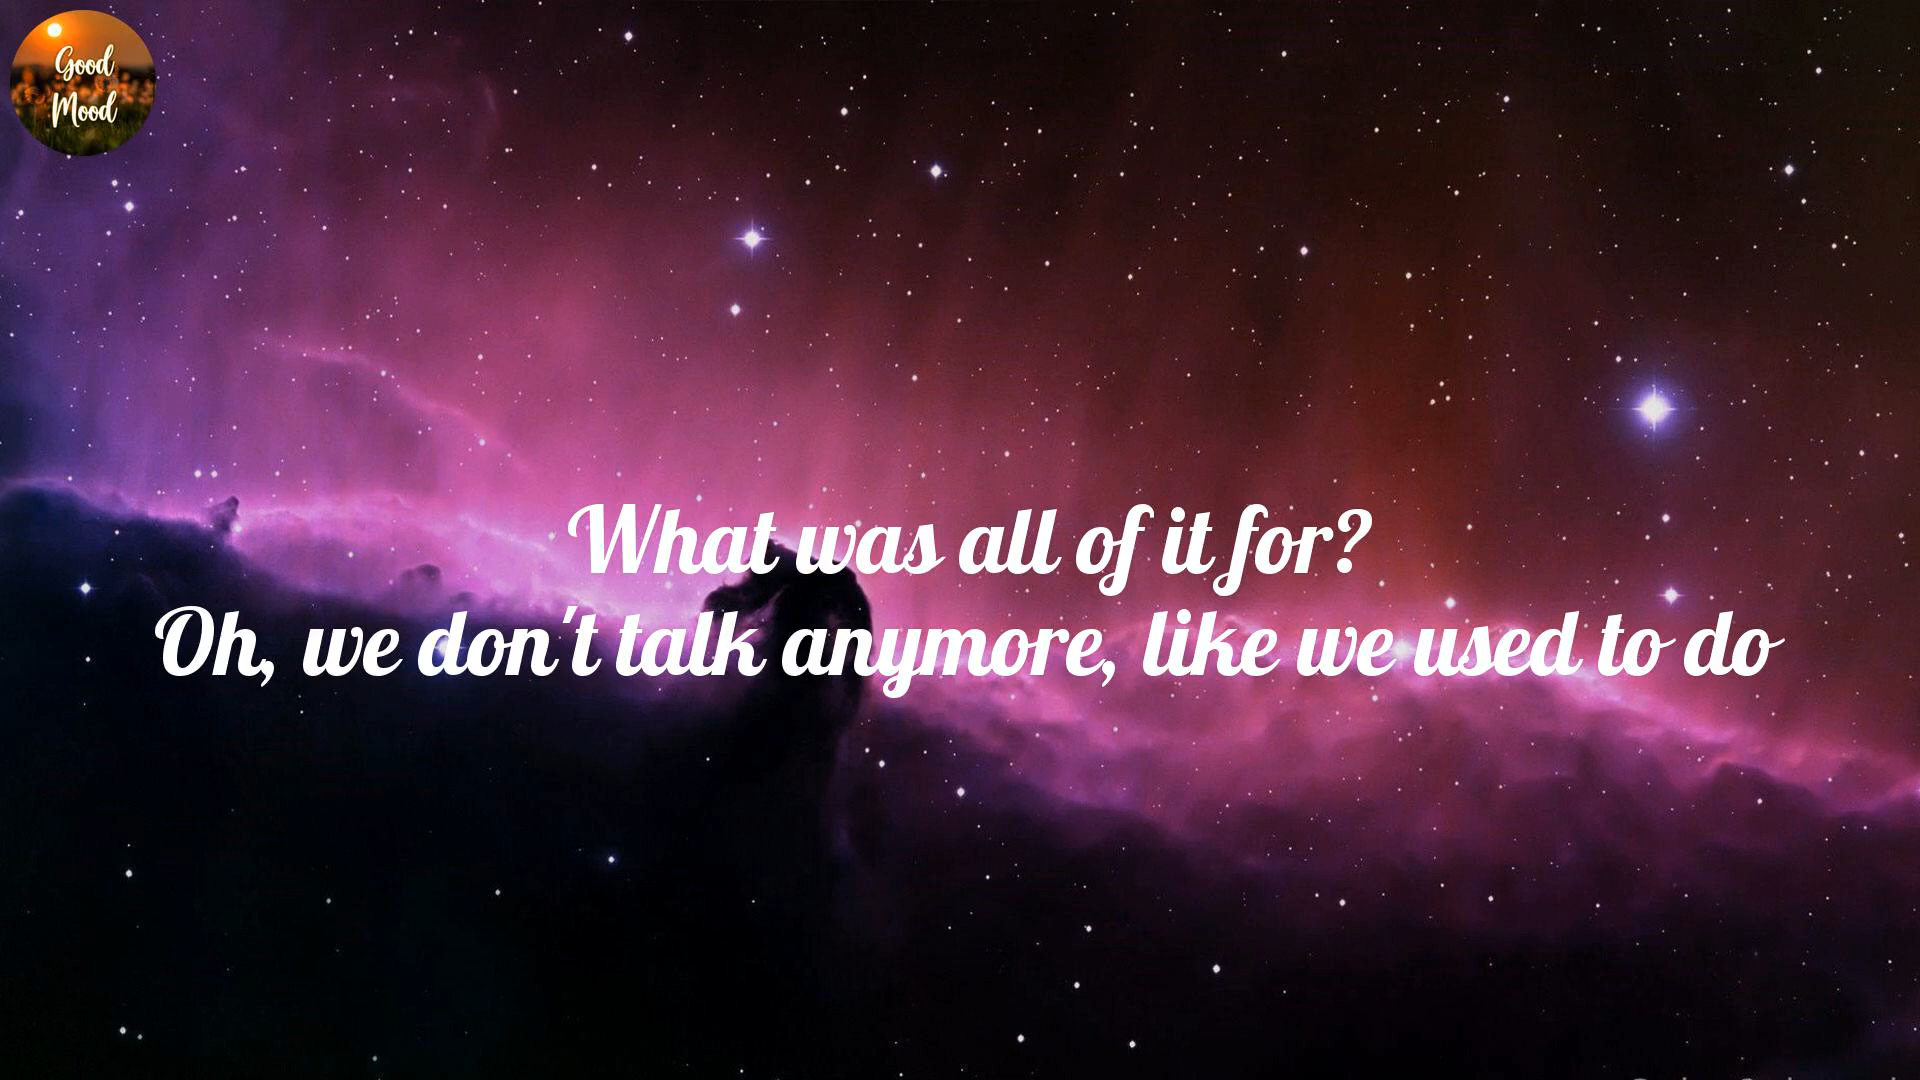 Good
Mood
What was all of it for?
Oh, we don't talk anymore, like we used to do